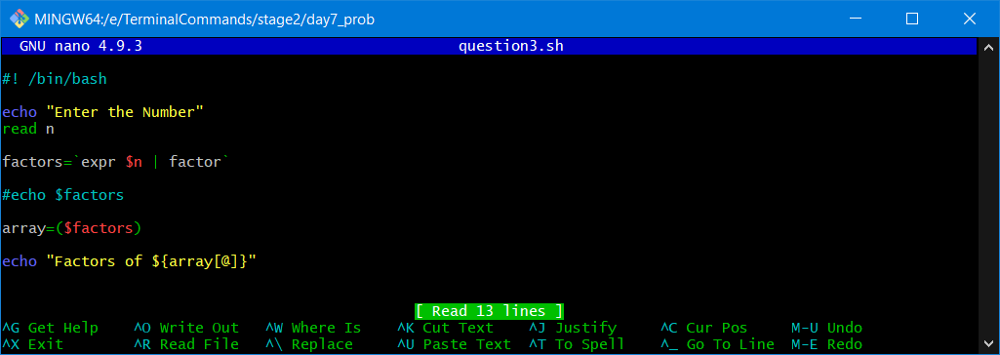 MINGW64:/e/TerminalCommands/stage2/day7_prob
GNU nano 4.9.3 question3.sh
#! /bin/bash
echo "Enter the Number"
read n
factors=`expr $n | factor`
#echo $factors
array=($factors)
echo "Factors of ${array[@]}"
[ Read 13 lines ]
^G Get Help ^O Write Out ^W Where Is ^K Cut Text ^J Justify ^C Cur Pos M-U Undo
^X Exit ^R Read File ^\ Replace ^U Paste Text ^T To Spell ^_ Go To Line M-E Redo